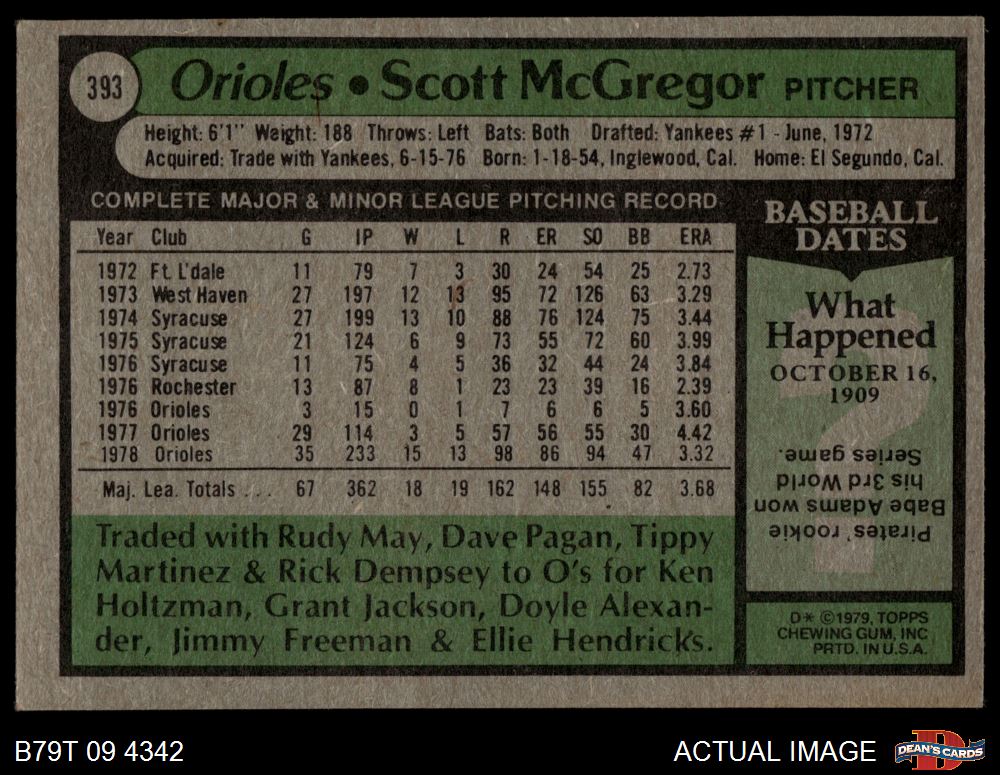 393
Orioles • Scott McGregor PITCHER
Height: 6'1" Weight: 188 Throws: Left Bats: Both Drafted: Yankees #1 - June, 1972
Acquired: Trade with Yankees, 6-15-76 Born: 1-18-54, Inglewood, Cal. Home: El Segundo, Cal.
COMPLETE MAJOR & MINOR LEAGUE PITCHING RECORD
Year Club G IP W L R ER SO BB ERA
1972 Ft. L'dale 11 79 7 3 30 24 54 25 2.73
1973 West Haven 27 197 12 13 95 72 126 63 3.29
1974 Syracuse 27 199 13 10 88 76 124 75 3.44
1975 Syracuse 21 124 6 9 73 55 72 60 3.99
1976 Syracuse 11 75 4 5 36 32 44 24 3.84
1976 Rochester 13 87 8 1 23 23 39 16 2.39
1976 Orioles 3 15 0 1 7 6 6 5 3.60
1977 Orioles 29 114 3 5 57 56 55 30 4.42
1978 Orioles 35 233 15 13 98 86 94 47 3.32
Maj. Lea. Totals ... 67 362 18 19 162 148 155 82 3.68
Traded with Rudy May, Dave Pagan, Tippy
Martinez & Rick Dempsey to O's for Ken
Holtzman, Grant Jackson, Doyle Alexan-
der, Jimmy Freeman & Ellie Hendricks.
BASEBALL
DATES
What
Happened
OCTOBER 16,
1909
?
Pirates' rookie
Babe Adams won
his 3rd World
Series game.
D* ©1979, TOPPS
CHEWING GUM, INC
PRTD. IN U.S.A.
B79T 09 4342
ACTUAL IMAGE
D
DEAN'S CARDS